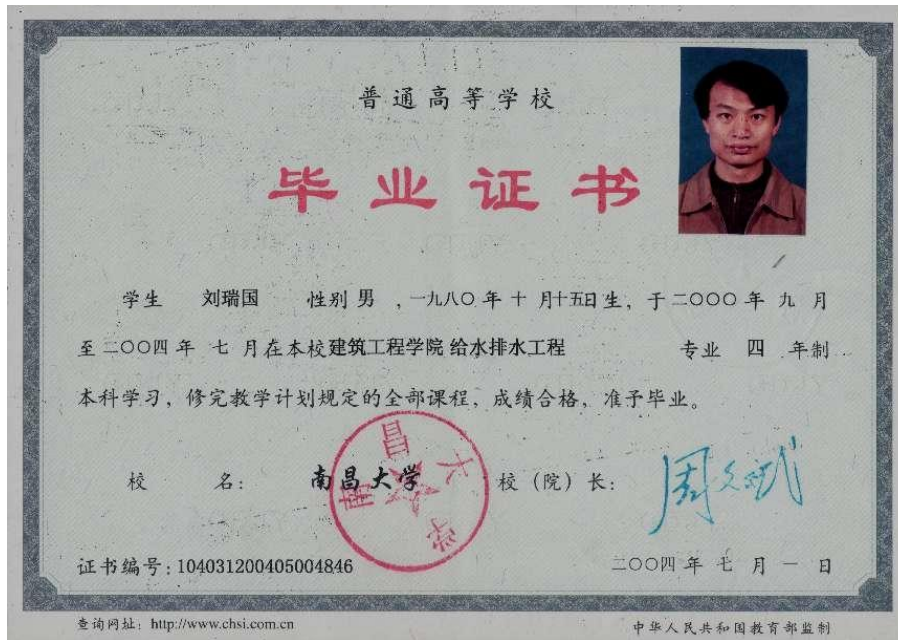 普通高等学校
毕业证书
学生 刘瑞国 性别 男 ，一九八〇 年 十 月十五日生，于二〇〇〇 年 九 月
至二〇〇四 年 七 月在本校建筑工程学院 给水排水工程 专业 四 年制
本科学习，修完教学计划规定的全部课程，成绩合格，准予毕业。
校 名： 南昌大学 校（院）长： 周文斌
南昌大学
证书编号：104031200405004846 二〇〇四 年 七 月 一 日
查询网址：http://www.chsi.com.cn 中华人民共和国教育部监制